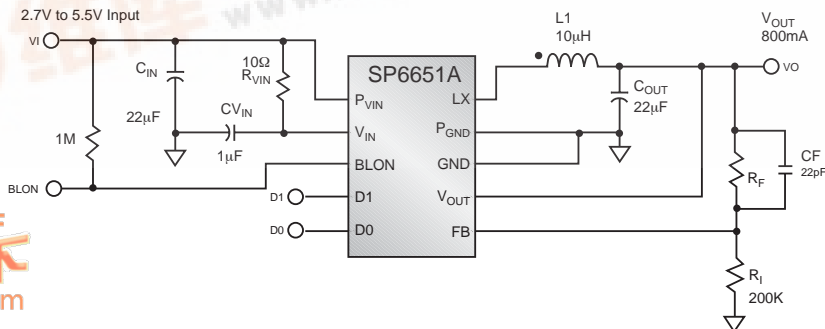 2.7V to 5.5V Input
VI
CIN
22µF
10Ω
RVIN
CVIN
1µF
1M
BLON
D1
D0
SP6651A
PVIN
VIN
BLON
D1
D0
LX
PGND
GND
VOUT
FB
L1
10µH
COUT
22µF
VOUT
800mA
VO
RF
CF
22pF
RI
200K
www
m